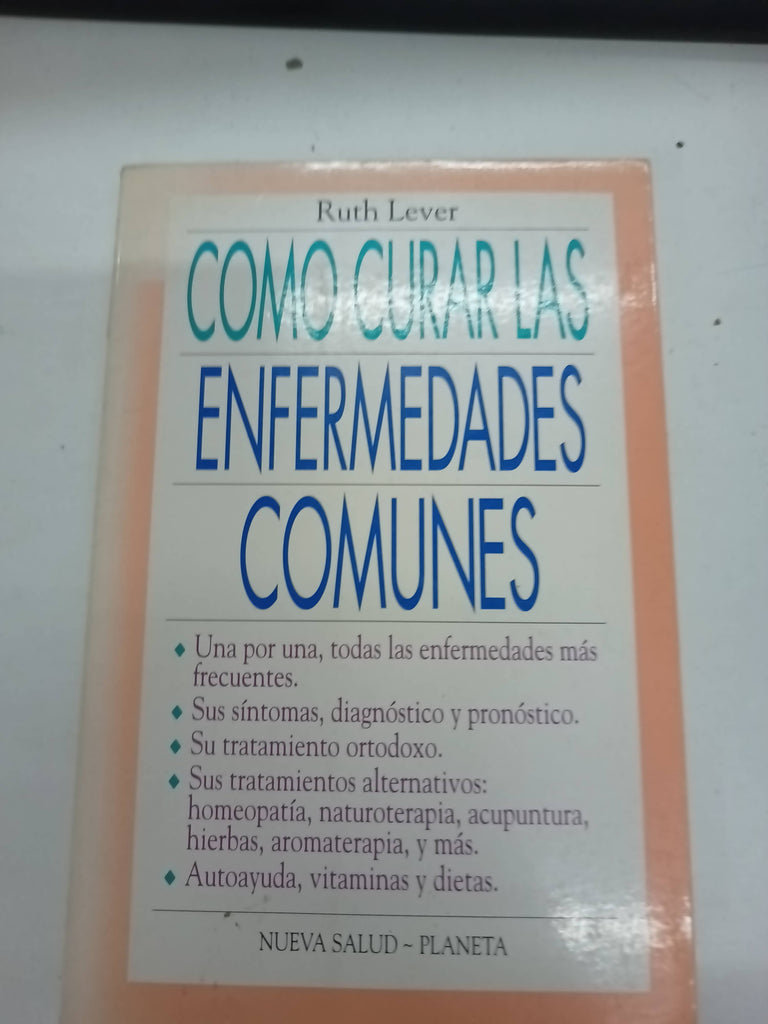 Ruth Lever
COMO CURAR LAS
ENFERMEDADES
COMUNES
♦ Una por una, todas las enfermedades más
frecuentes.
♦ Sus síntomas, diagnóstico y pronóstico.
♦ Su tratamiento ortodoxo.
♦ Sus tratamientos alternativos:
homeopatía, naturoterapia, acupuntura,
hierbas, aromaterapia, y más.
♦ Autoayuda, vitaminas y dietas.
NUEVA SALUD ~ PLANETA